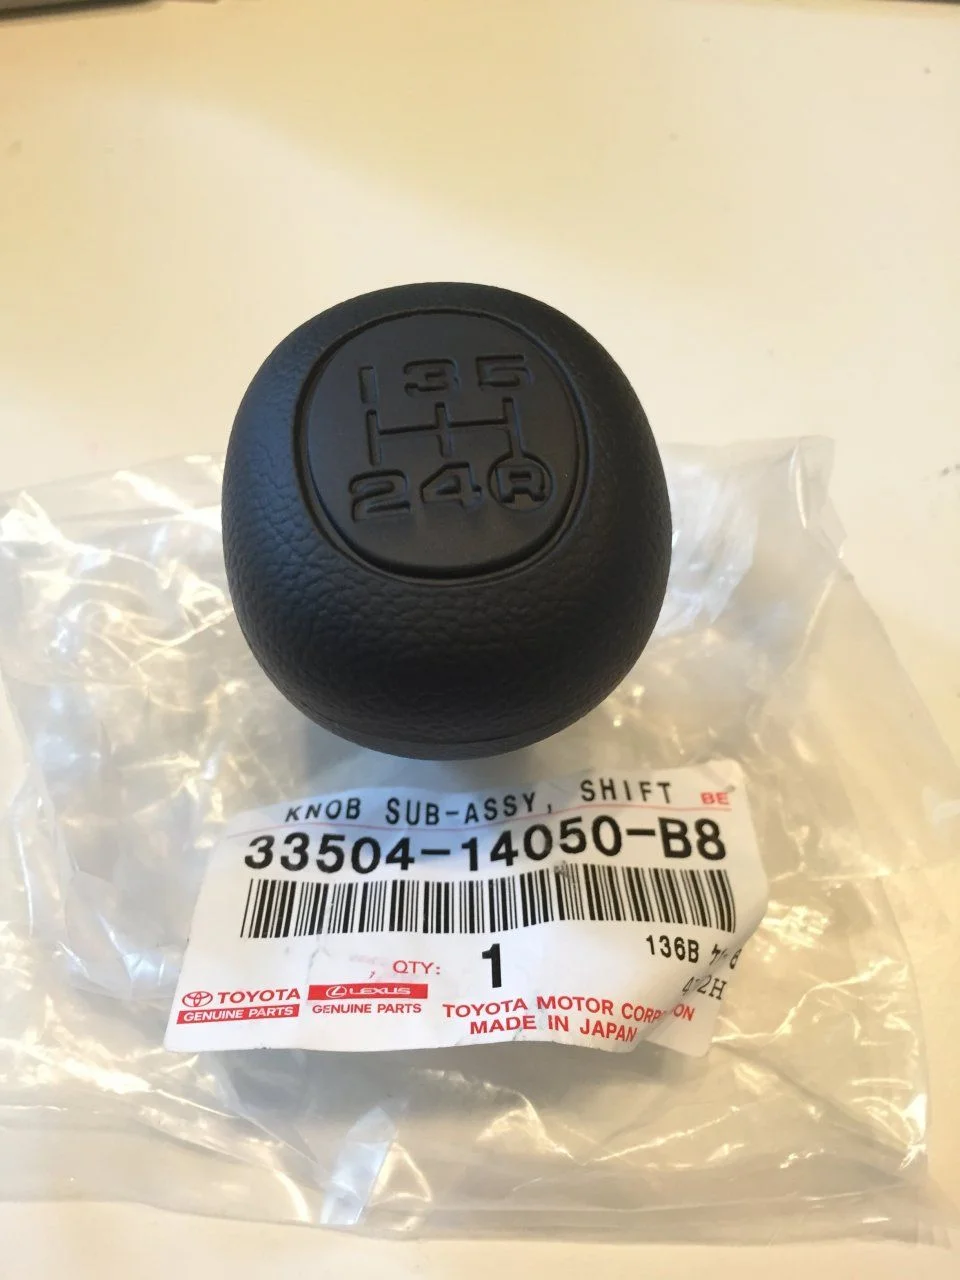 1 3 5
2 4 R
KNOB SUB-ASSY, SHIFT BE
33504-14050-B8
QTY: 1
136B
TOYOTA
GENUINE PARTS
LEXUS
GENUINE PARTS
TOYOTA MOTOR
MADE IN JAPAN